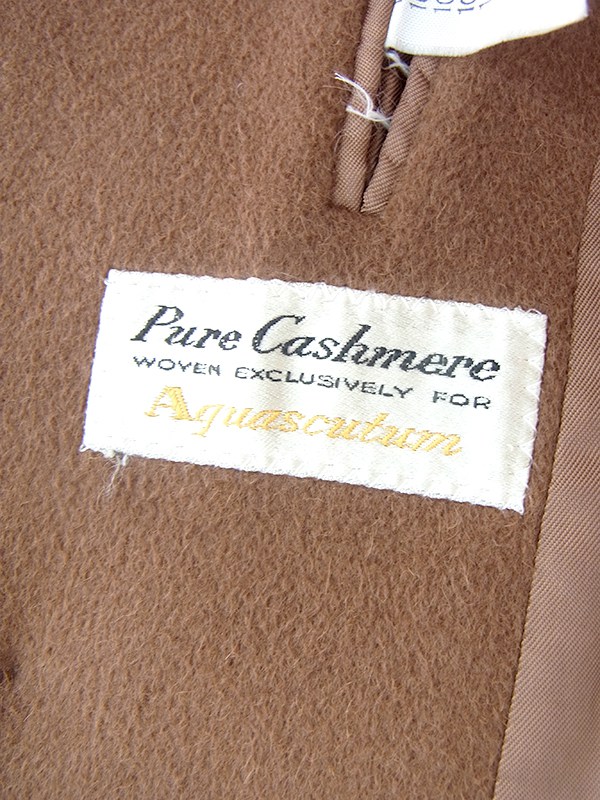 Pure Cashmere
WOVEN EXCLUSIVELY FOR
Aquascutum